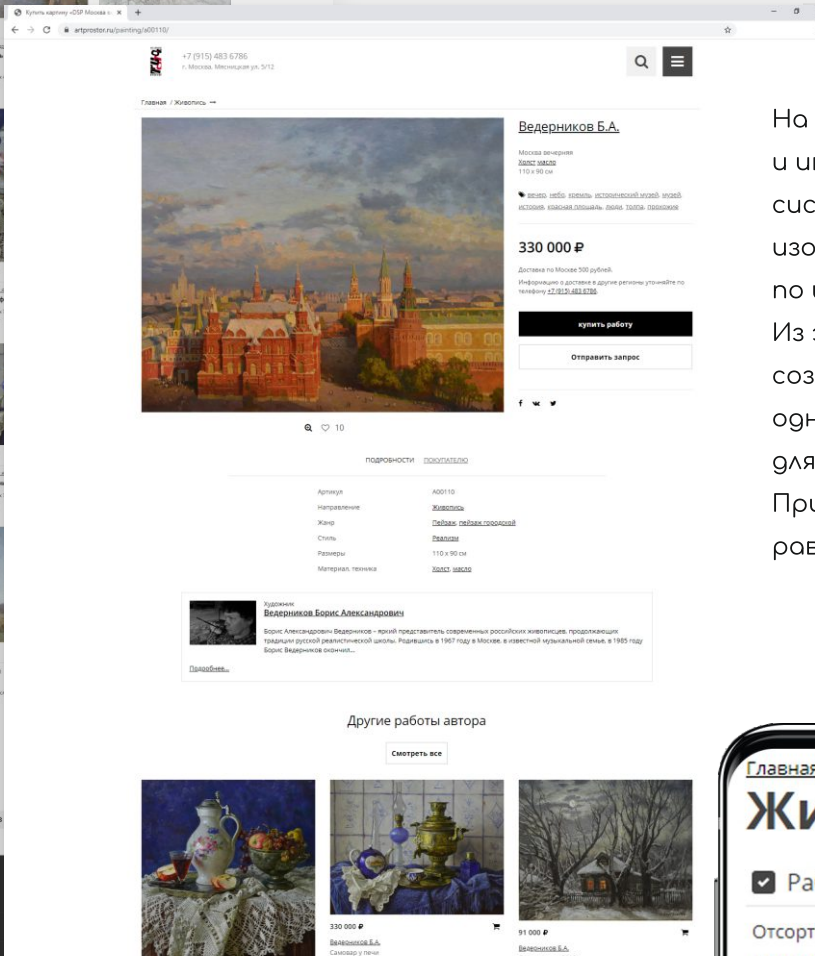 Купить картину «DSP Москва в
artproster.ru/painting/a00110/
+7 (915) 483 6786
г. Москва, Мясницкая ул. 5/12
Главная / Живопись →
Ведерников Б.А.
Москва вечерняя
Холст масло
110 x 90 см
вечер, небо, кремль, исторический музей, музей,
история, красная площадь, люди, толпа, прохожие
330 000 ₽
Доставка по Москве 500 рублей.
Информацию о доставке в другие регионы уточняйте по
телефону +7 (915) 483 6786.
купить работу
Отправить запрос
10
ПОДРОБНОСТИ ПОКУПАТЕЛЮ
Артикул A00110
Направление Живопись
Жанр Пейзаж, пейзаж городской
Стиль Реализм
Размеры 110 x 90 см
Материал, техника Холст, масло
Художник
Ведерников Борис Александрович
Борис Александрович Ведерников – яркий представитель современных российских живописцев, продолжающих
традиции русской реалистической школы. Родившись в 1967 году в Москве, в известной музыкальной семье, в 1985 году
Борис Ведерников окончил...
Подробнее...
Другие работы автора
Смотреть все
330 000 ₽
Ведерников Б.А.
Самовар у печи
91 000 ₽
Ведерников Б.А.
На
и
сис
изо
по
Из
соз
одн
для
При
рав
Главная
Жи
Ра
Отсорт